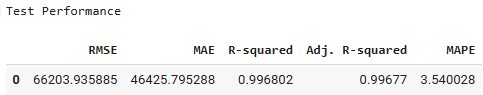 Test Performance
RMSE MAE R-squared Adj. R-squared MAPE
0 66203.935885 46425.795288 0.996802 0.99677 3.540028